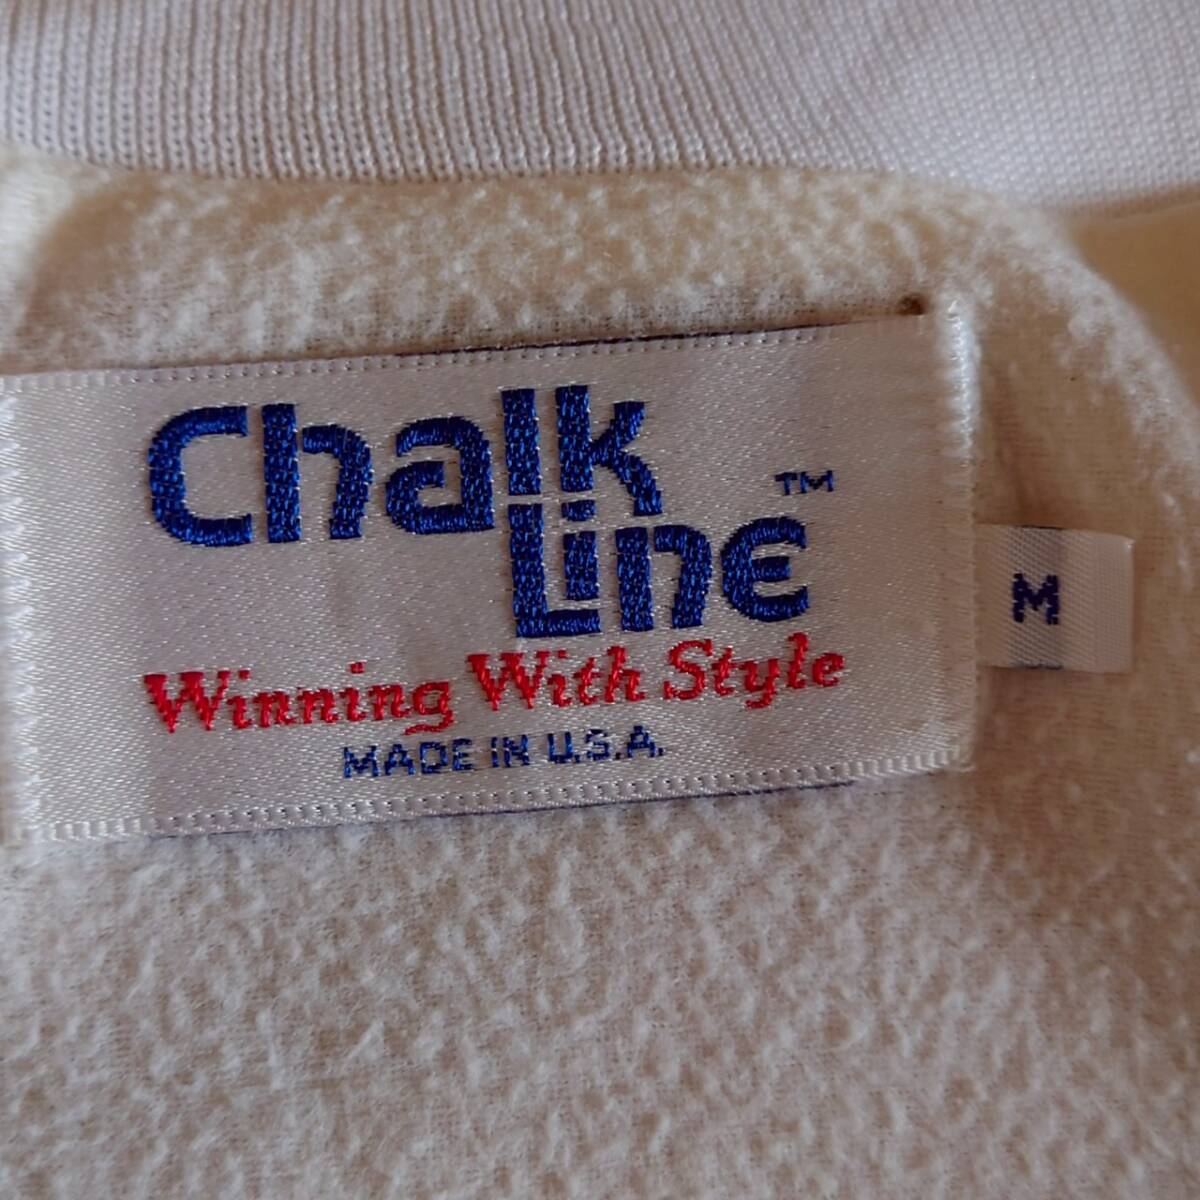 Chalk
Line™
Winning With Style
MADE IN U.S.A.
M